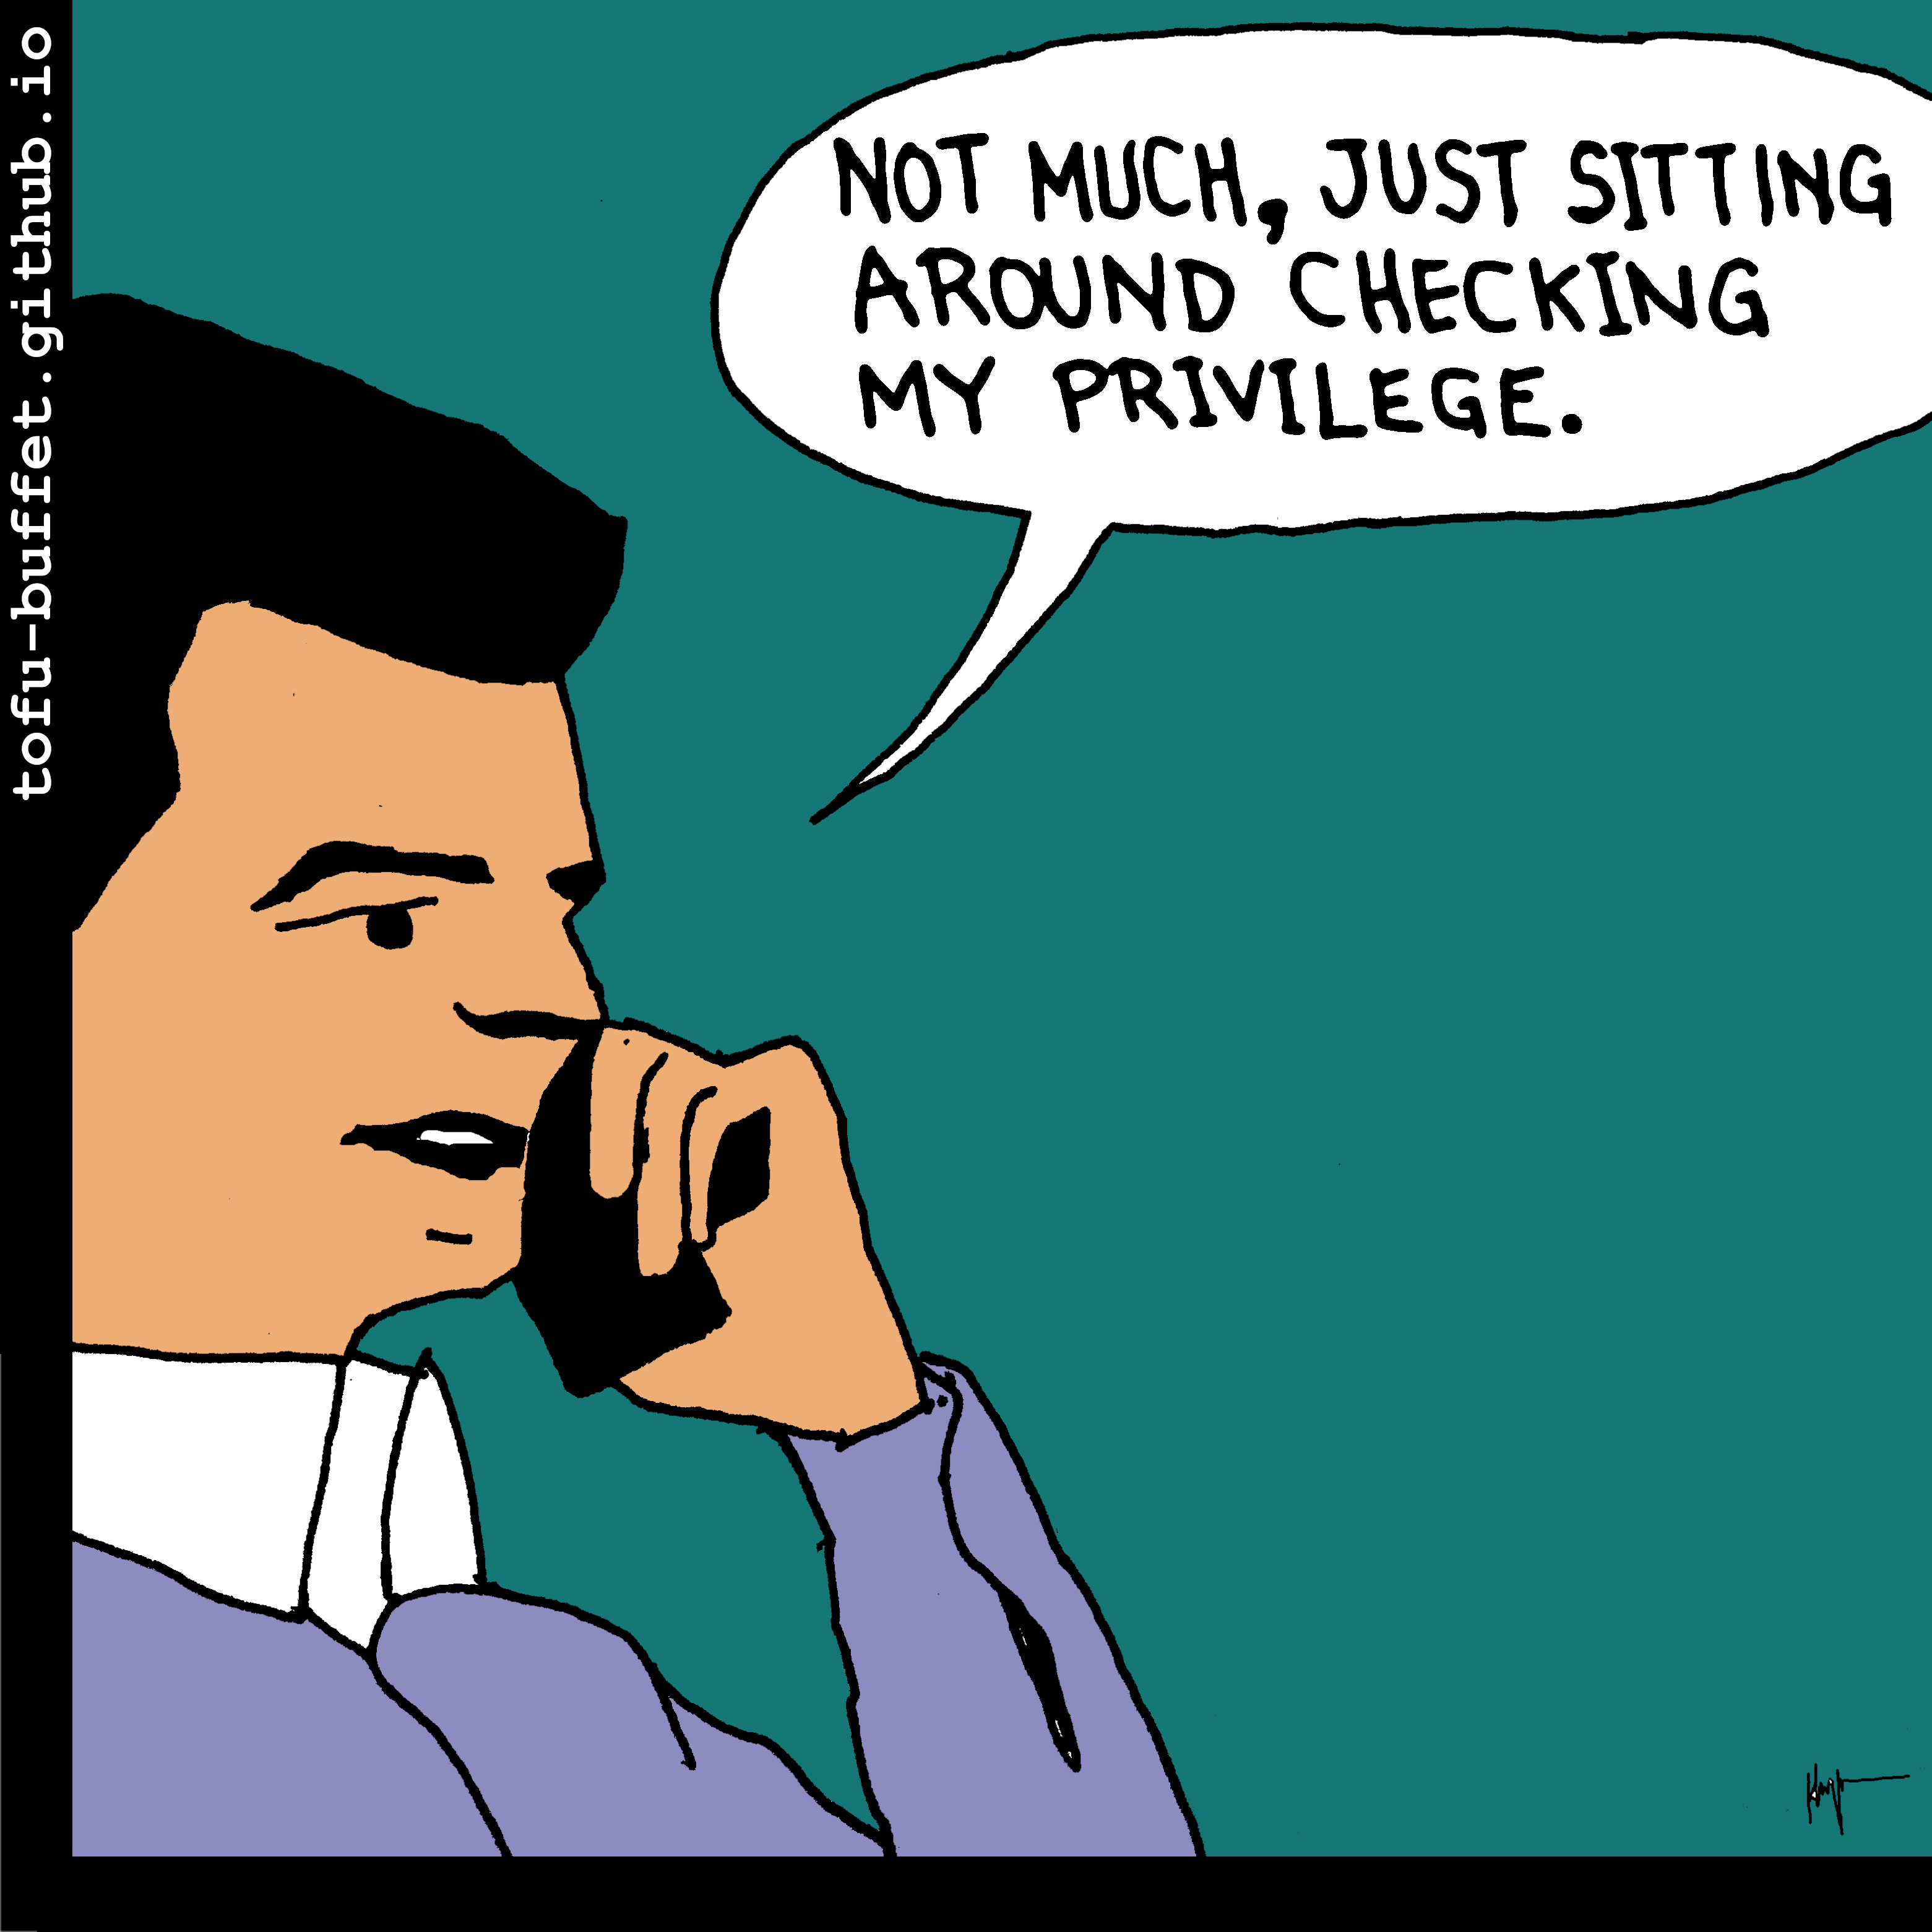 tofu-buffet.github.io
NOT MUCH, JUST SITTING
AROUND CHECKING
MY PRIVILEGE.